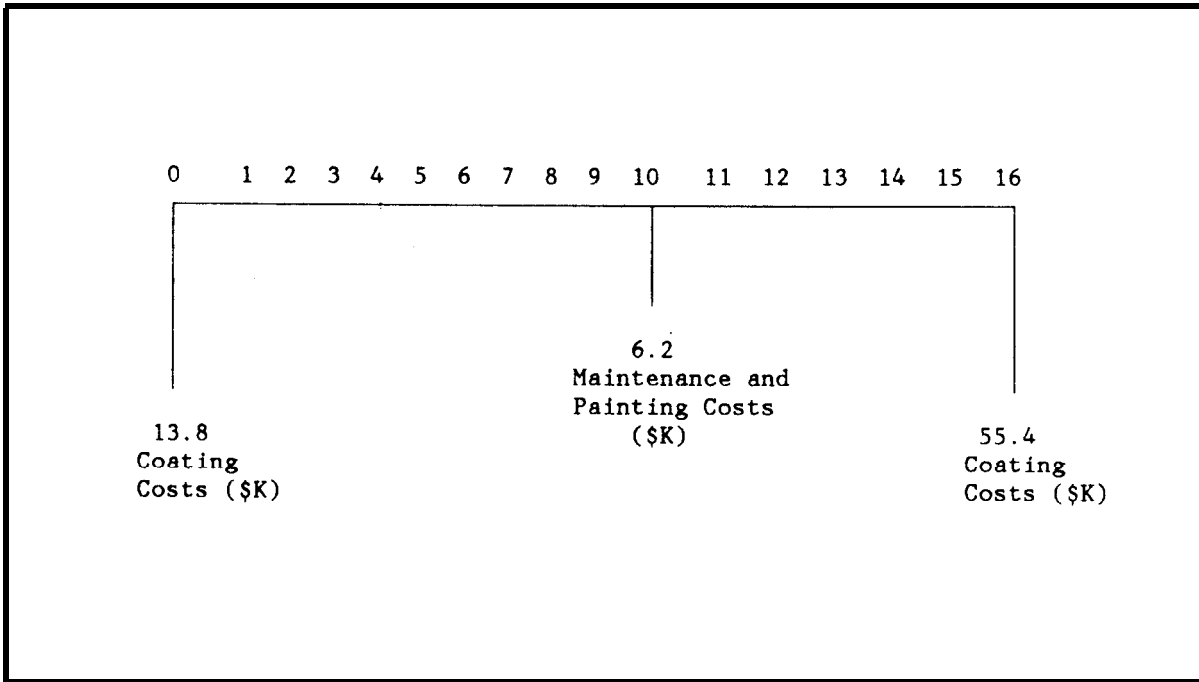 0 1 2 3 4 5 6 7 8 9 10 11 12 13 14 15 16
6.2
Maintenance and
Painting Costs
($K)
13.8
Coating
Costs ($K)
55.4
Coating
Costs ($K)